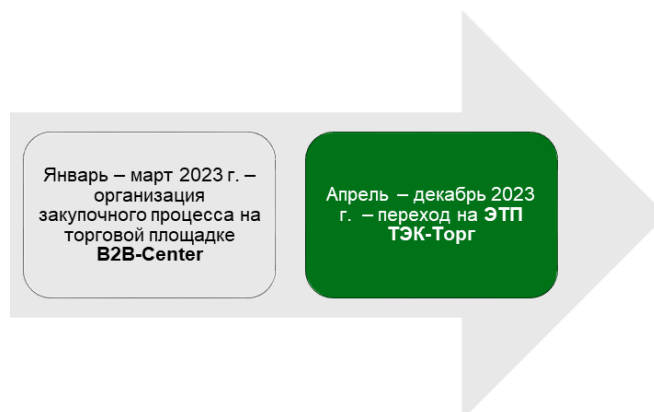 Январь – март 2023 г. –
организация
закупочного процесса на
торговой площадке
B2B-Center
Апрель – декабрь 2023
г. – переход на ЭТП
ТЭК-Торг